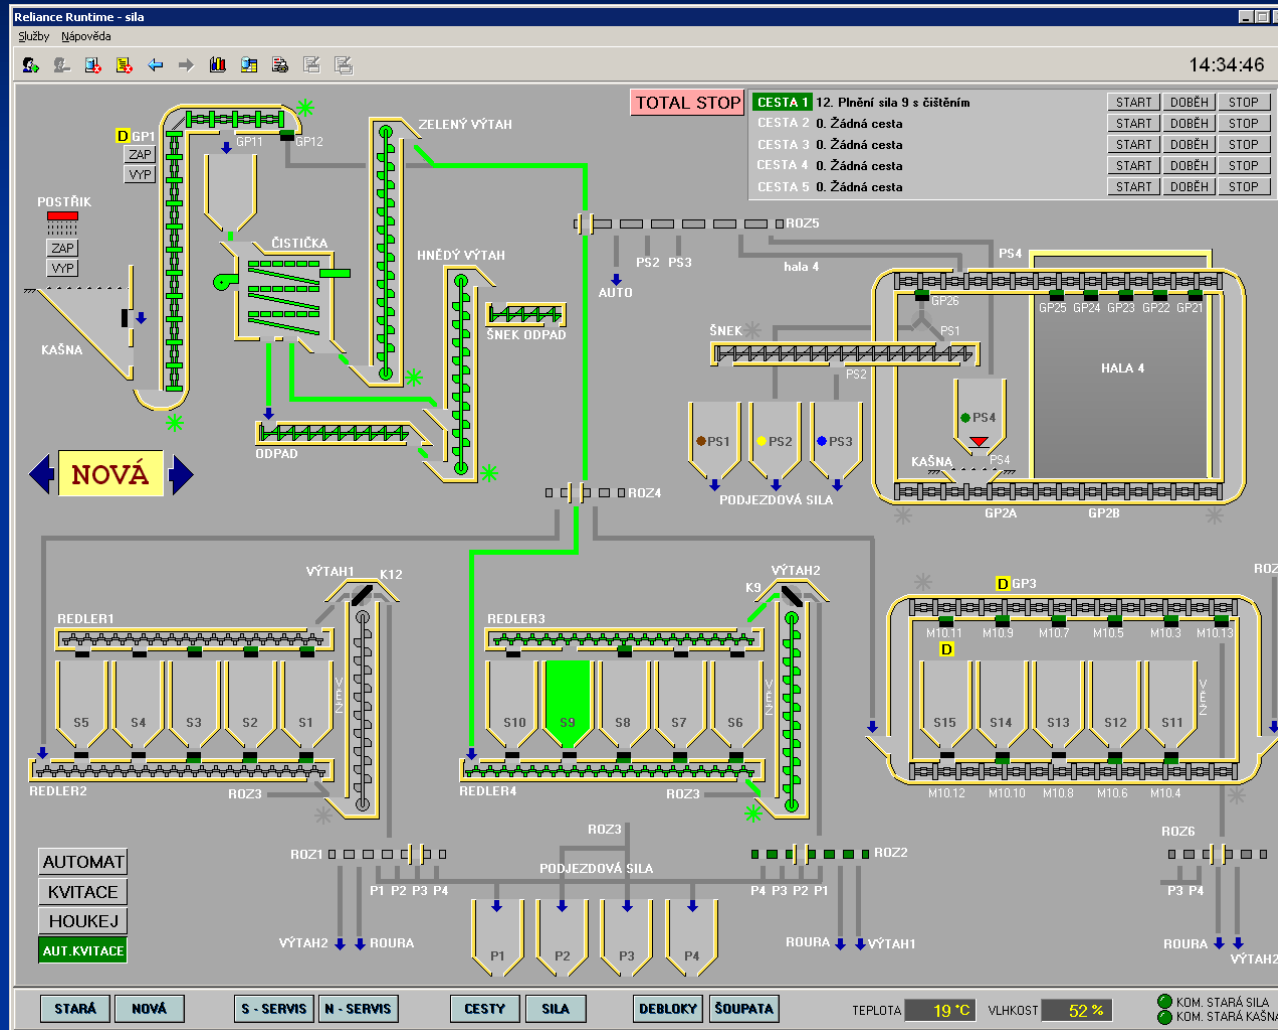 Reliance Runtime - sila
Služby Nápověda
14:34:46
TOTAL STOP
CESTA 1 12. Plnění sila 9 s čištěním START DOBĚH STOP
CESTA 2 0. Žádná cesta START DOBĚH STOP
CESTA 3 0. Žádná cesta START DOBĚH STOP
CESTA 4 0. Žádná cesta START DOBĚH STOP
CESTA 5 0. Žádná cesta START DOBĚH STOP
ZELENÝ VÝTAH
D GP1
GP11 GP12
ZAP
VYP
POSTŘIK
ZAP
VYP
ČISTIČKA
HNĚDÝ VÝTAH
ROZ5
PS2 PS3
hala 4
PS4
AUTO
GP26
GP25 GP24 GP23 GP22 GP21
ŠNEK ODPAD
ŠNEK
PS1
KAŠNA
PS2
HALA 4
PS4
PS1 PS2 PS3
ODPAD
KAŠNA PS4
NOVÁ
ROZ4
PODJEZDOVÁ SILA
GP2A GP2B
VÝTAH1 K12
VÝTAH2
K9
ROZ
D GP3
REDLER1
REDLER3
M10.11 M10.9 M10.7 M10.5 M10.3 M10.13
D
VĚŽ
VĚŽ
VĚŽ
S5 S4 S3 S2 S1
S10 S9 S8 S7 S6
S15 S14 S13 S12 S11
REDLER2 ROZ3
REDLER4 ROZ3
M10.12 M10.10 M10.8 M10.6 M10.4
ROZ3
ROZ6
ROZ1
ROZ2
PODJEZDOVÁ SILA
P1 P2 P3 P4
P4 P3 P2 P1
P3 P4
AUTOMAT
KVITACE
HOUKEJ
AUT.KVITACE
VÝTAH2 ROURA
P1 P2 P3 P4
ROURA VÝTAH1
ROURA
VÝTAH2
STARÁ NOVÁ S - SERVIS N - SERVIS CESTY SILA DEBLOKY ŠOUPATA
TEPLOTA 19 °C VLHKOST 52 %
KOM. STARÁ SILA
KOM. STARÁ KAŠNA